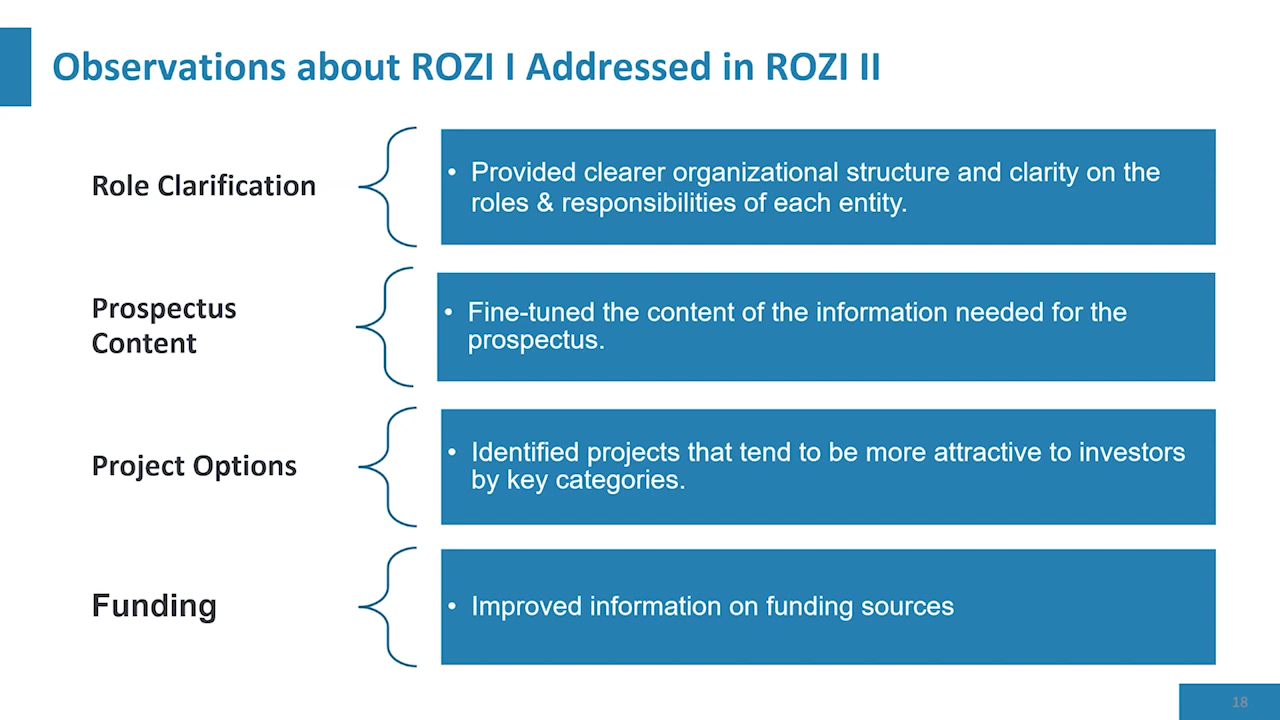 Observations about ROZI I Addressed in ROZI II
Role Clarification
• Provided clearer organizational structure and clarity on the
roles & responsibilities of each entity.
Prospectus
Content
• Fine-tuned the content of the information needed for the
prospectus.
Project Options
• Identified projects that tend to be more attractive to investors
by key categories.
Funding
• Improved information on funding sources
18